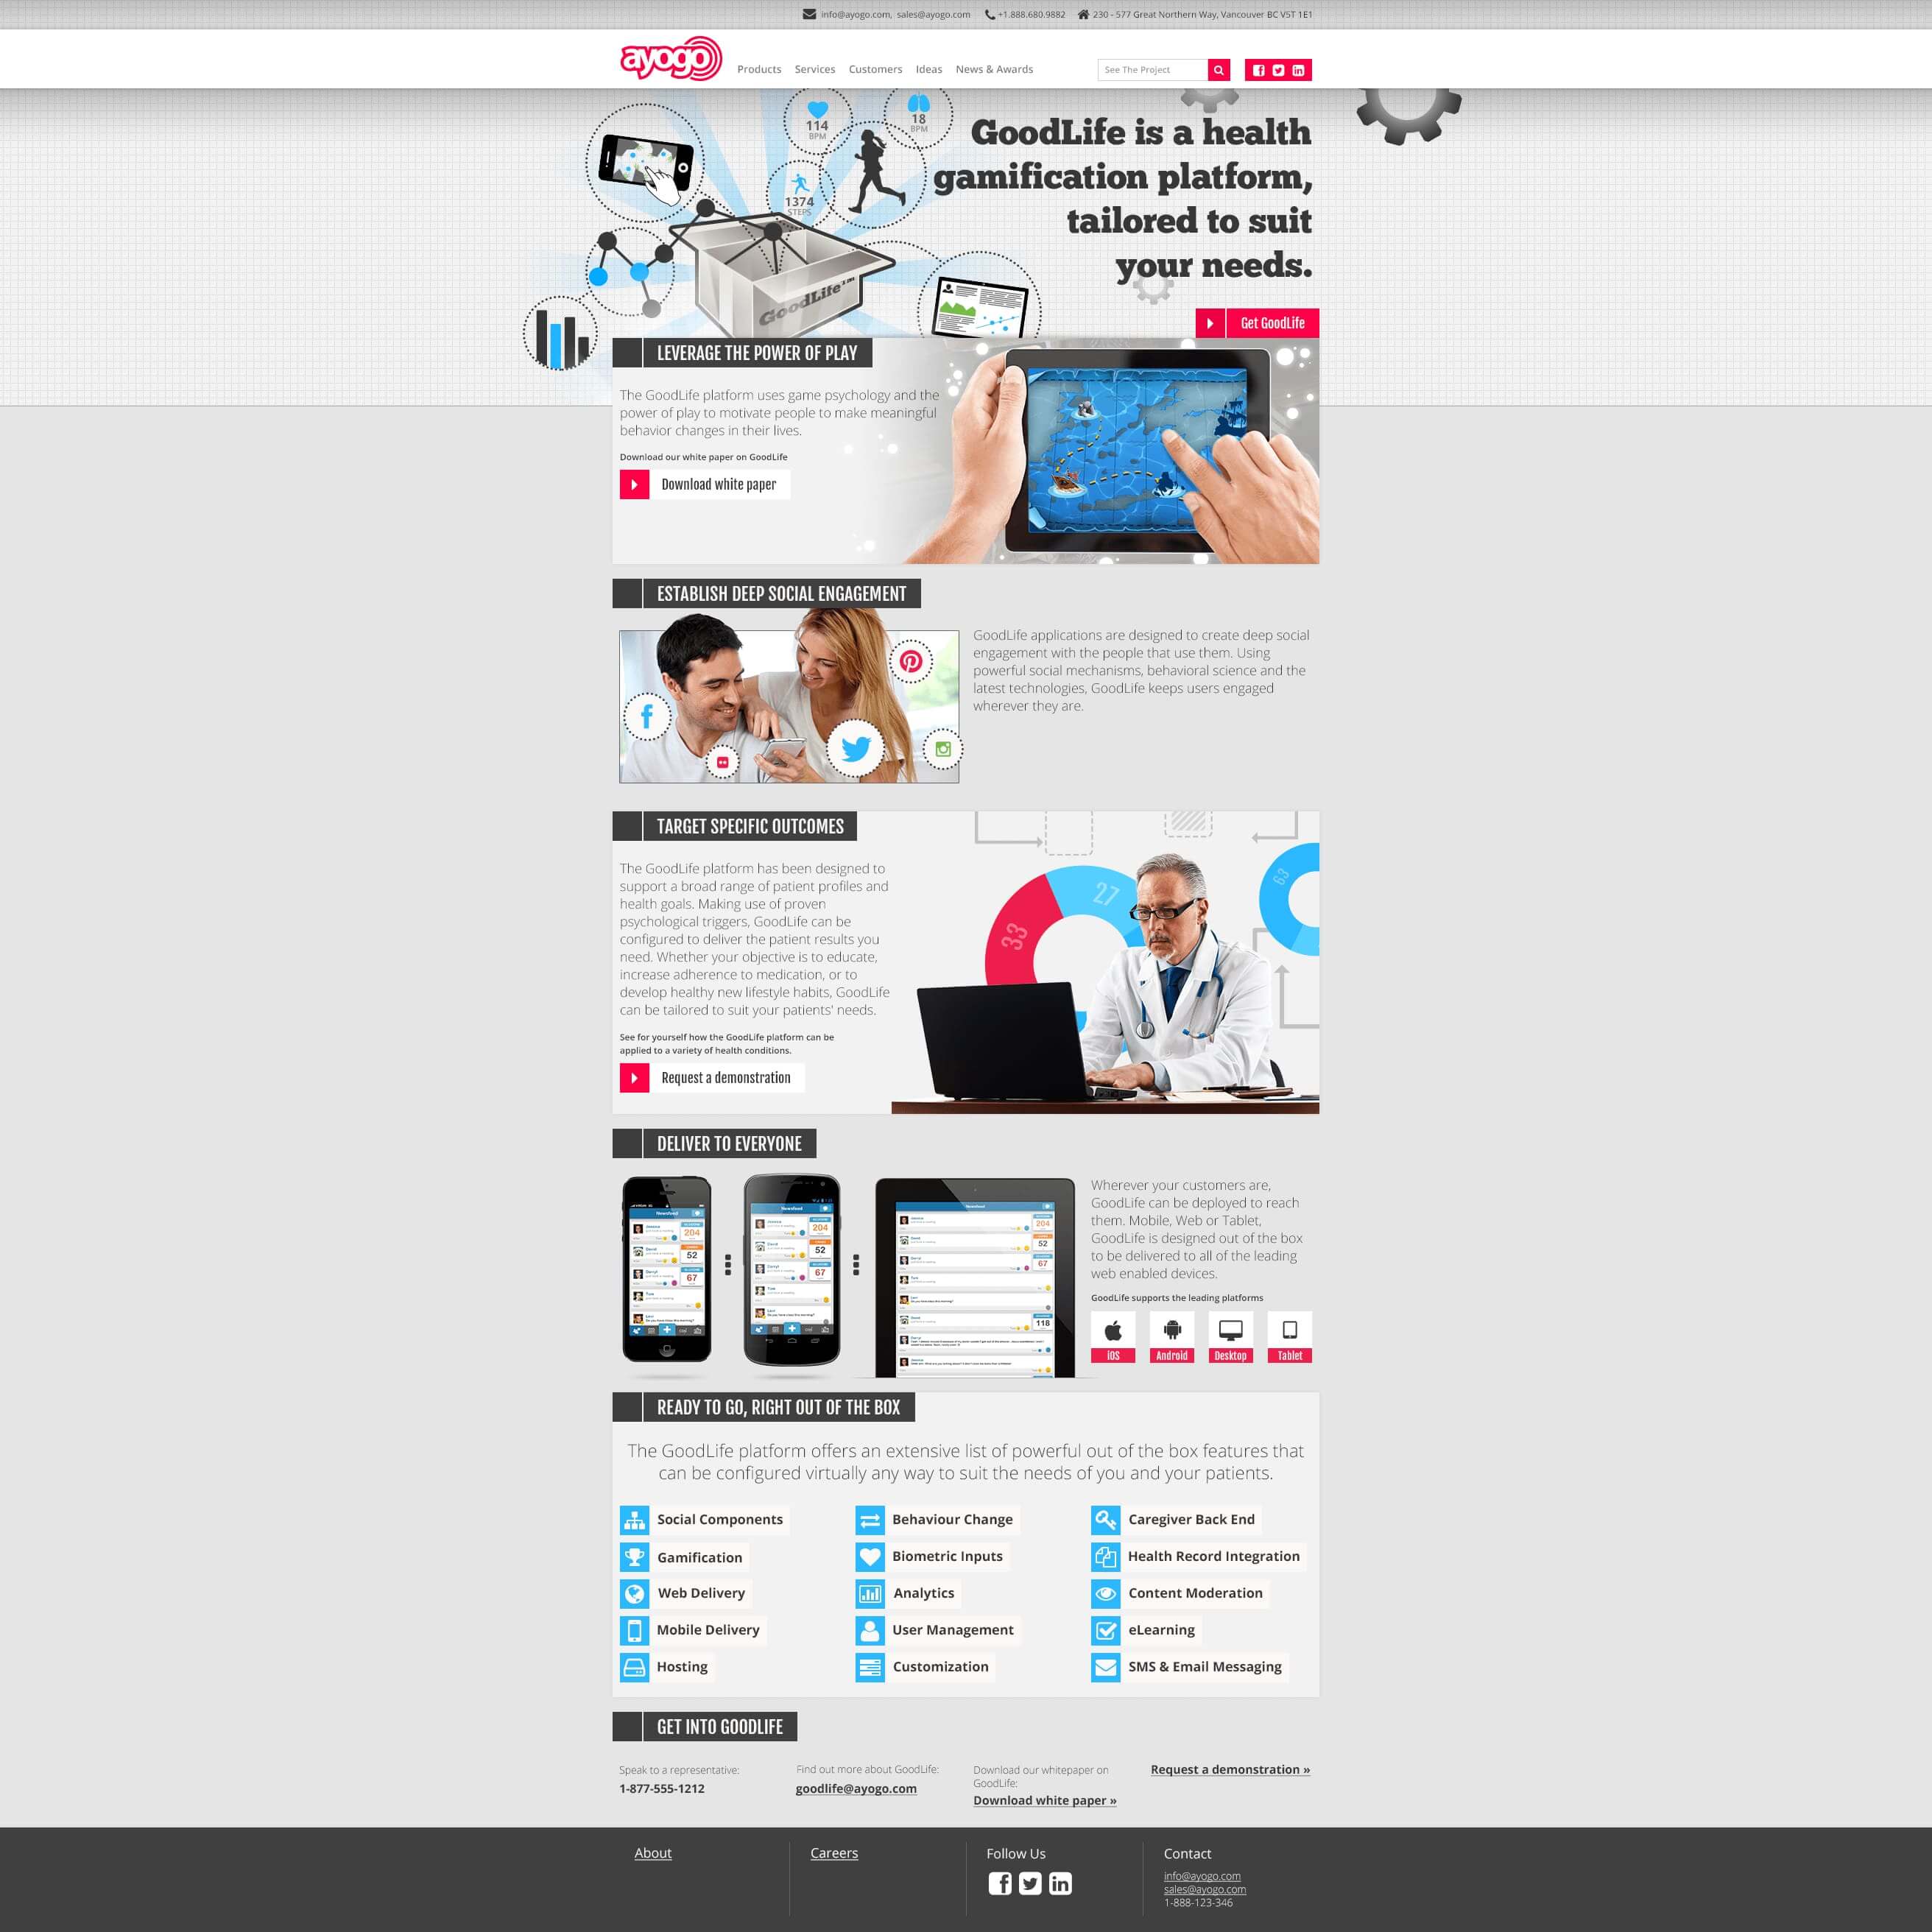 info@ayogo.com, sales@ayogo.com +1.888.680.9882 230 - 577 Great Northern Way, Vancouver BC V5T 1E1
ayogo
Products Services Customers Ideas News & Awards
See The Project
114
BPM
18
BPM
1374
STEPS
GoodLife™
GoodLife is a health
gamification platform,
tailored to suit
your needs.
Get GoodLife
LEVERAGE THE POWER OF PLAY
The GoodLife platform uses game psychology and the
power of play to motivate people to make meaningful
behavior changes in their lives.
Download our white paper on GoodLife
Download white paper
ESTABLISH DEEP SOCIAL ENGAGEMENT
GoodLife applications are designed to create deep social
engagement with the people that use them. Using
powerful social mechanisms, behavioral science and the
latest technologies, GoodLife keeps users engaged
wherever they are.
TARGET SPECIFIC OUTCOMES
The GoodLife platform has been designed to
support a broad range of patient profiles and
health goals. Making use of proven
psychological triggers, GoodLife can be
configured to deliver the patient results you
need. Whether your objective is to educate,
increase adherence to medication, or to
develop healthy new lifestyle habits, GoodLife
can be tailored to suit your patients' needs.
See for yourself how the GoodLife platform can be
applied to a variety of health conditions.
Request a demonstration
33
27
63
DELIVER TO EVERYONE
Newsfeed
204
52
67
Newsfeed
204
52
67
204
52
67
118
Wherever your customers are,
GoodLife can be deployed to reach
them. Mobile, Web or Tablet,
GoodLife is designed out of the box
to be delivered to all of the leading
web enabled devices.
GoodLife supports the leading platforms
iOS Android Desktop Tablet
READY TO GO, RIGHT OUT OF THE BOX
The GoodLife platform offers an extensive list of powerful out of the box features that
can be configured virtually any way to suit the needs of you and your patients.
Social Components
Behaviour Change
Caregiver Back End
Gamification
Biometric Inputs
Health Record Integration
Web Delivery
Analytics
Content Moderation
Mobile Delivery
User Management
eLearning
Hosting
Customization
SMS & Email Messaging
GET INTO GOODLIFE
Speak to a representative:
1-877-555-1212
Find out more about GoodLife:
goodlife@ayogo.com
Download our whitepaper on
GoodLife:
Download white paper »
Request a demonstration »
About
Careers
Follow Us
Contact
info@ayogo.com
sales@ayogo.com
1-888-123-346